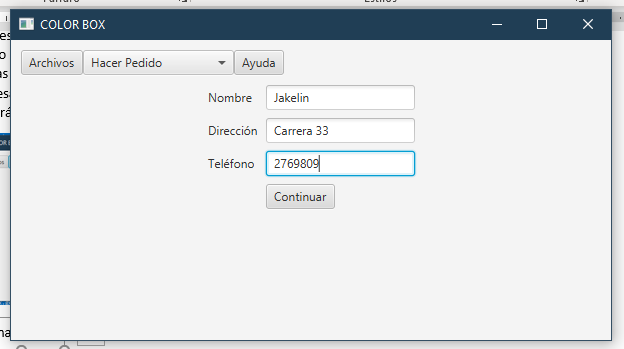 COLOR BOX
Archivos Hacer Pedido Ayuda
Nombre Jakelin
Dirección Carrera 33
Teléfono 2769809
Continuar